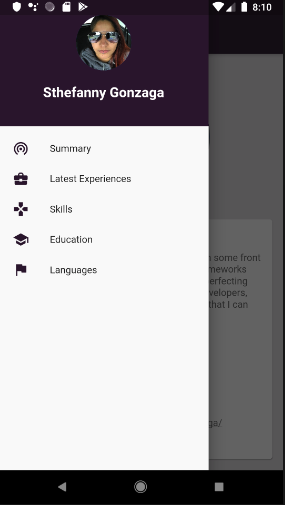 8:10
Sthefanny Gonzaga
Summary
Latest Experiences
Skills
Education
Languages
some front
meworks
erfecting
velopers,
that I can
ga/